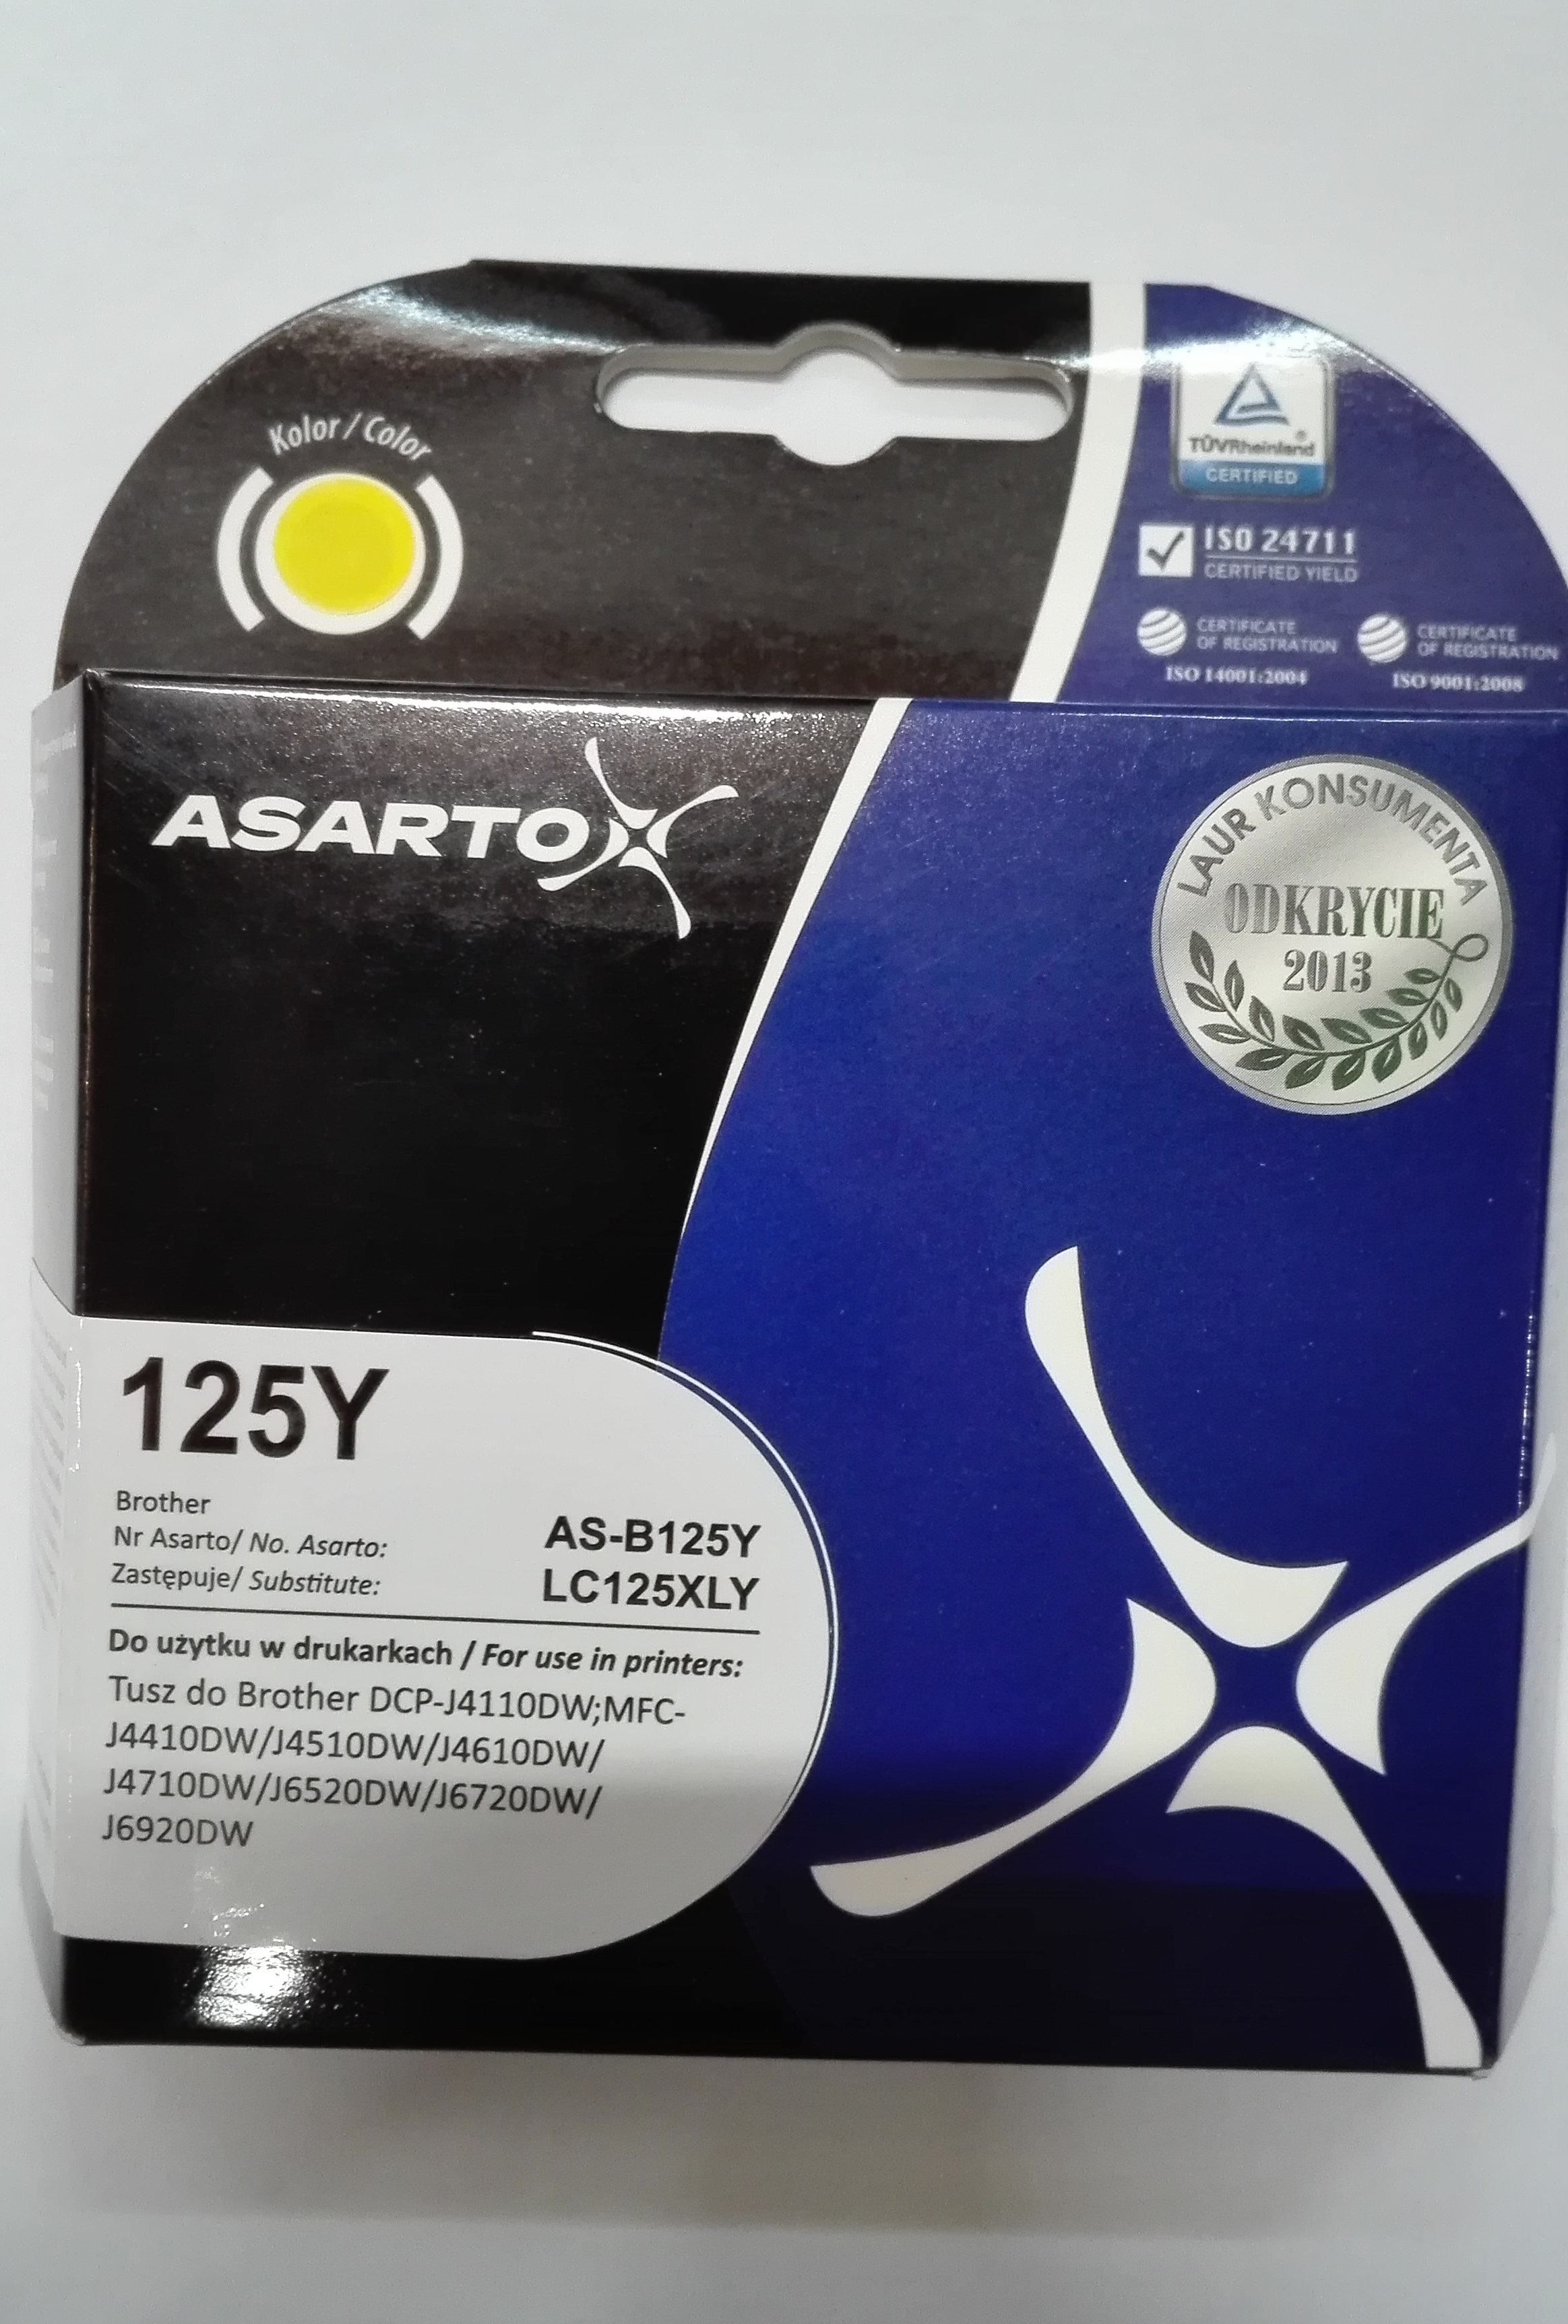 Kolor / Color
TÜVRheinland®
CERTIFIED
ISO 24711
CERTIFIED YIELD
CERTIFICATE
OF REGISTRATION
ISO 14001:2004
CERTIFICATE
OF REGISTRATION
ISO 9001:2008
ASARTO
LAUR KONSUMENTA
ODKRYCIE
2013
125Y
Brother
Nr Asarto/ No. Asarto: AS-B125Y
Zastępuje/ Substitute: LC125XLY
Do użytku w drukarkach / For use in printers:
Tusz do Brother DCP-J4110DW;MFC-
J4410DW/J4510DW/J4610DW/
J4710DW/J6520DW/J6720DW/
J6920DW